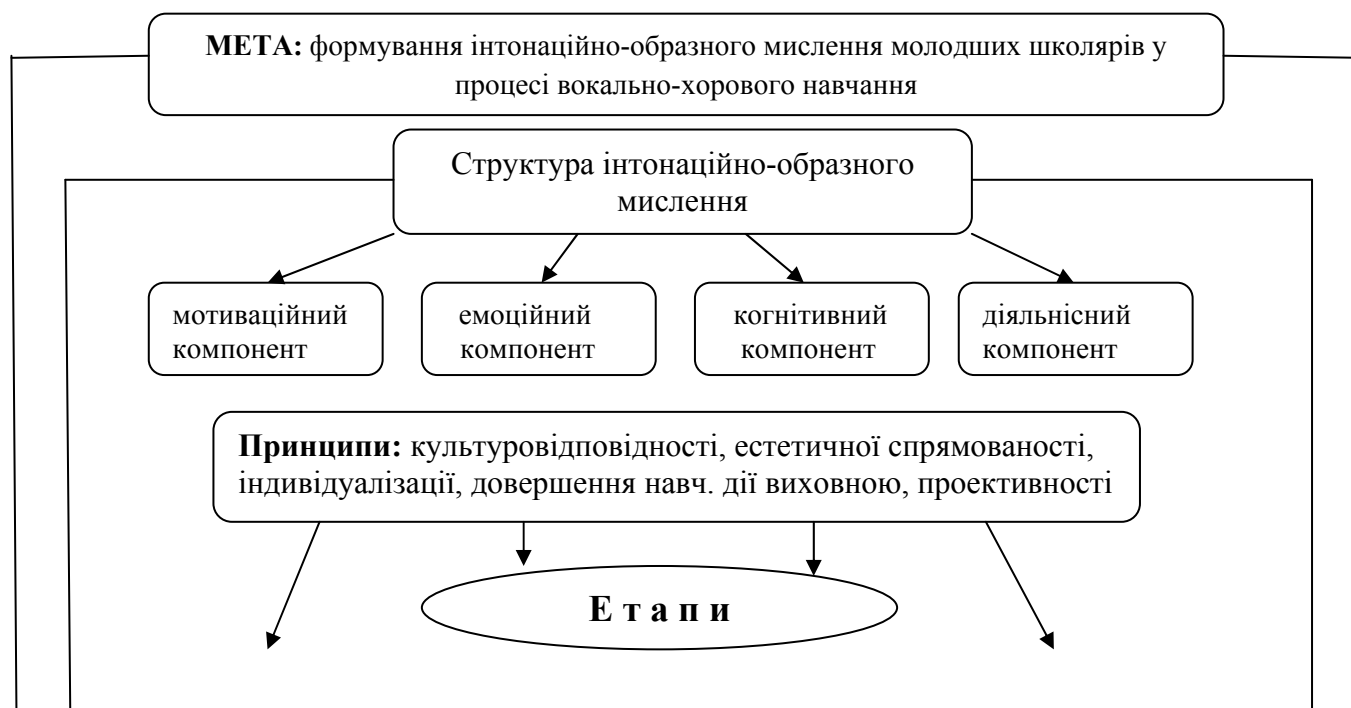 МЕТА: формування інтонаційно-образного мислення молодших школярів у
процесі вокально-хорового навчання
Структура інтонаційно-образного
мислення
мотиваційний
компонент
емоційний
компонент
когнітивний
компонент
діяльнісний
компонент
Принципи: культуровідповідності, естетичної спрямованості,
індивідуалізації, довершення навч. дії виховною, проективності
Е т а п и